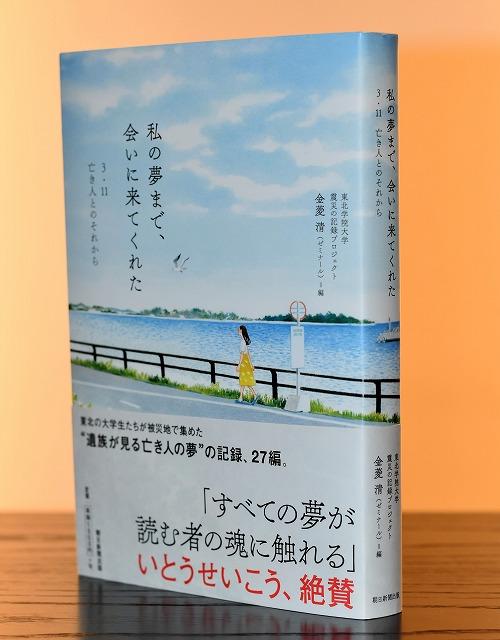 私の夢まで、
会いに来てくれた
3・11
亡き人とのそれから
東北学院大学
震災の記録プロジェクト
金菱 清(ゼミナール)=編
東北の大学生たちが被災地で集めた
“遺族が見る亡き人の夢”の記録、27編。
「すべての夢が
読む者の魂に触れる」
いとうせいこう、絶賛
朝日新聞出版
私の夢まで、会いに来てくれた
3・11 亡き人とのそれから
東北学院大学
震災の記録プロジェクト
金菱 清(ゼミナール)=編
朝日新聞出版